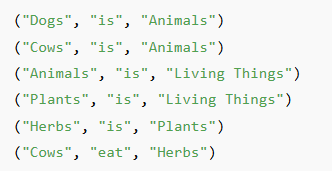 ("Dogs", "is", "Animals")
("Cows", "is", "Animals")
("Animals", "is", "Living Things")
("Plants", "is", "Living Things")
("Herbs", "is", "Plants")
("Cows", "eat", "Herbs")